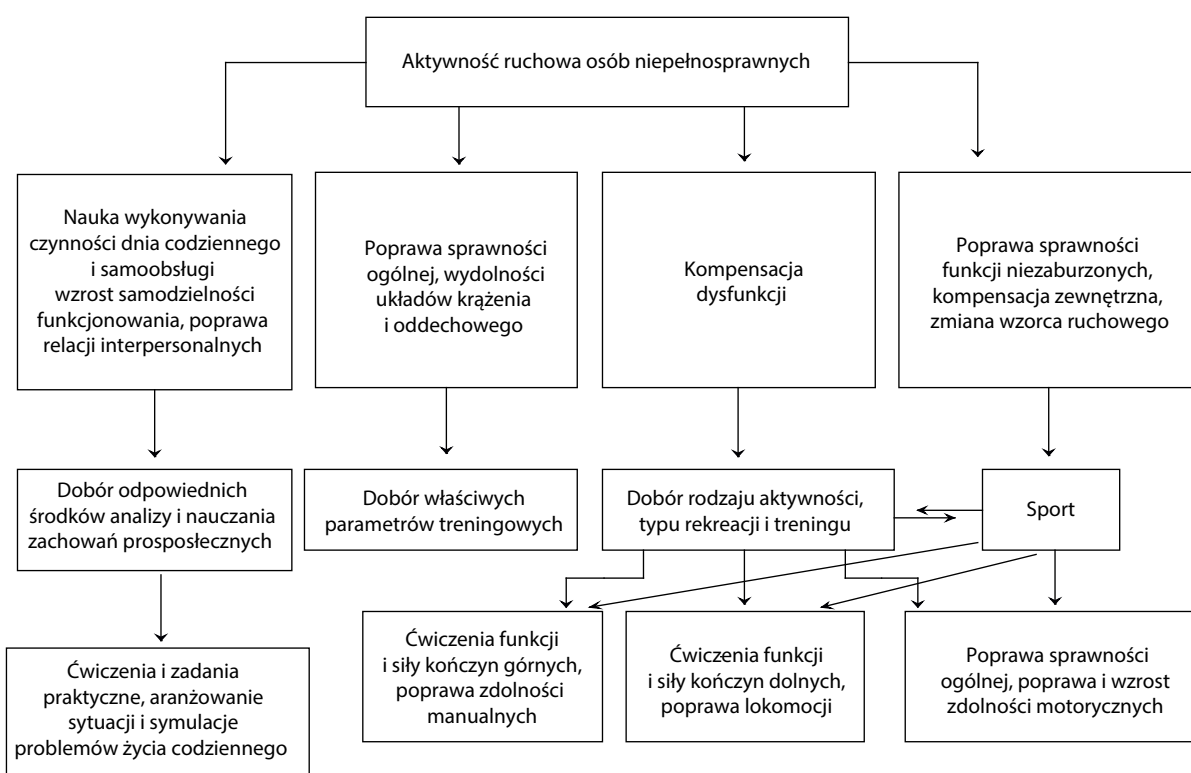 Aktywność ruchowa osób niepełnosprawnych
Nauka wykonywania
czynności dnia codziennego
i samoobsługi
wzrost samodzielności
funkcjonowania, poprawa
relacji interpersonalnych
Poprawa sprawności
ogólnej, wydolności
układów krążenia
i oddechowego
Kompensacja
dysfunkcji
Poprawa sprawności
funkcji niezaburzonych,
kompensacja zewnętrzna,
zmiana wzorca ruchowego
Dobór odpowiednich
środków analizy i nauczania
zachowań prosposłecznych
Dobór właściwych
parametrów treningowych
Dobór rodzaju aktywności,
typu rekreacji i treningu
Sport
Ćwiczenia i zadania
praktyczne, aranżowanie
sytuacji i symulacje
problemów życia codziennego
Ćwiczenia funkcji
i siły kończyn górnych,
poprawa zdolności
manualnych
Ćwiczenia funkcji
i siły kończyn dolnych,
poprawa lokomocji
Poprawa sprawności
ogólnej, poprawa i wzrost
zdolności motorycznych